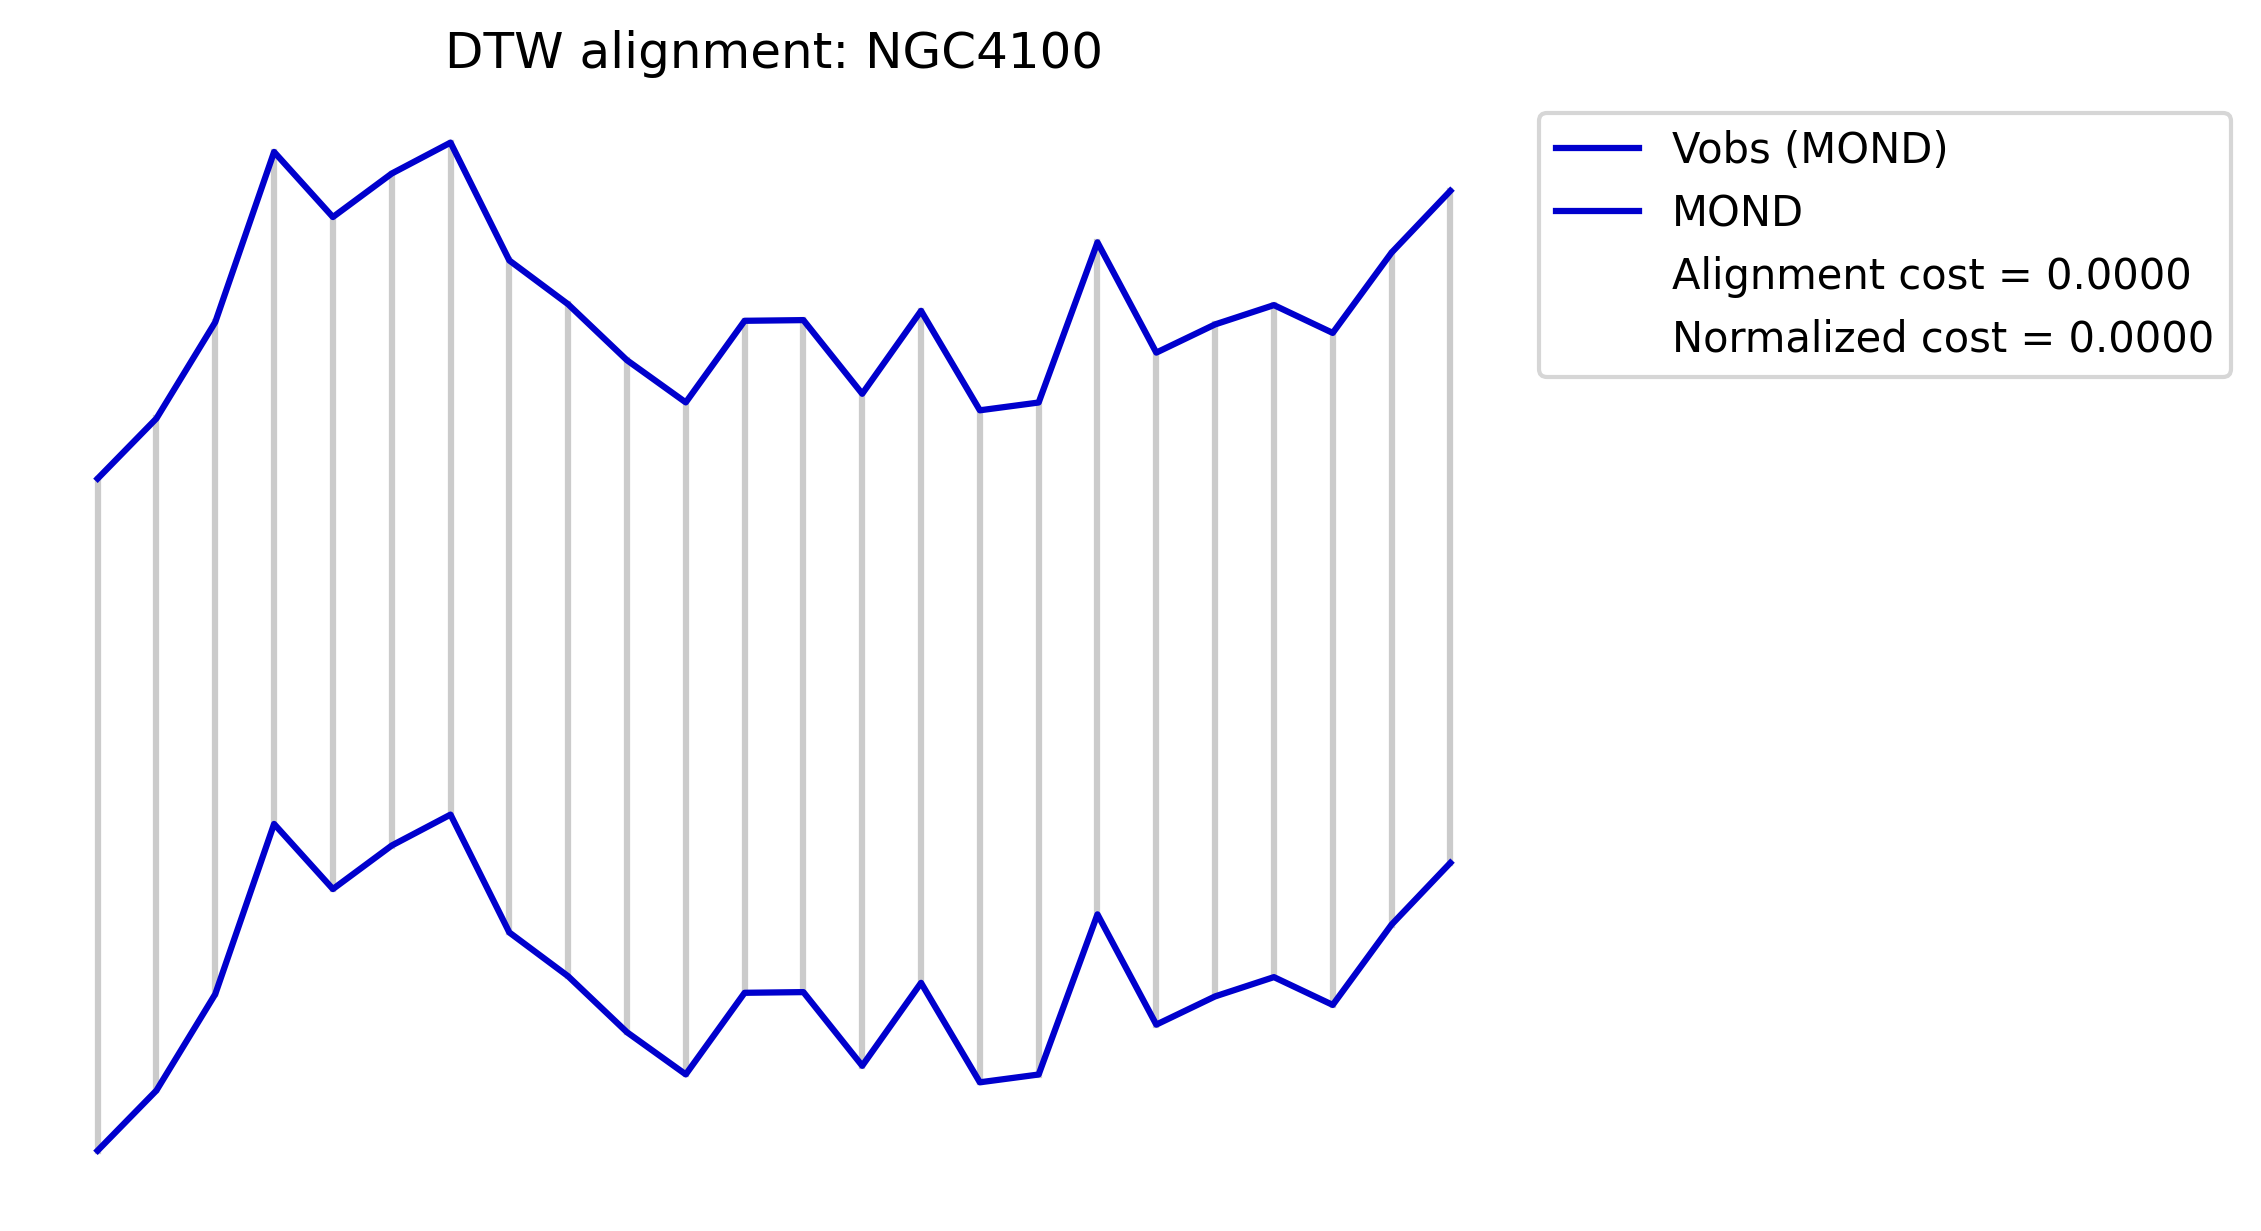 DTW alignment: NGC4100
Vobs (MOND)
MOND
Alignment cost = 0.0000
Normalized cost = 0.0000